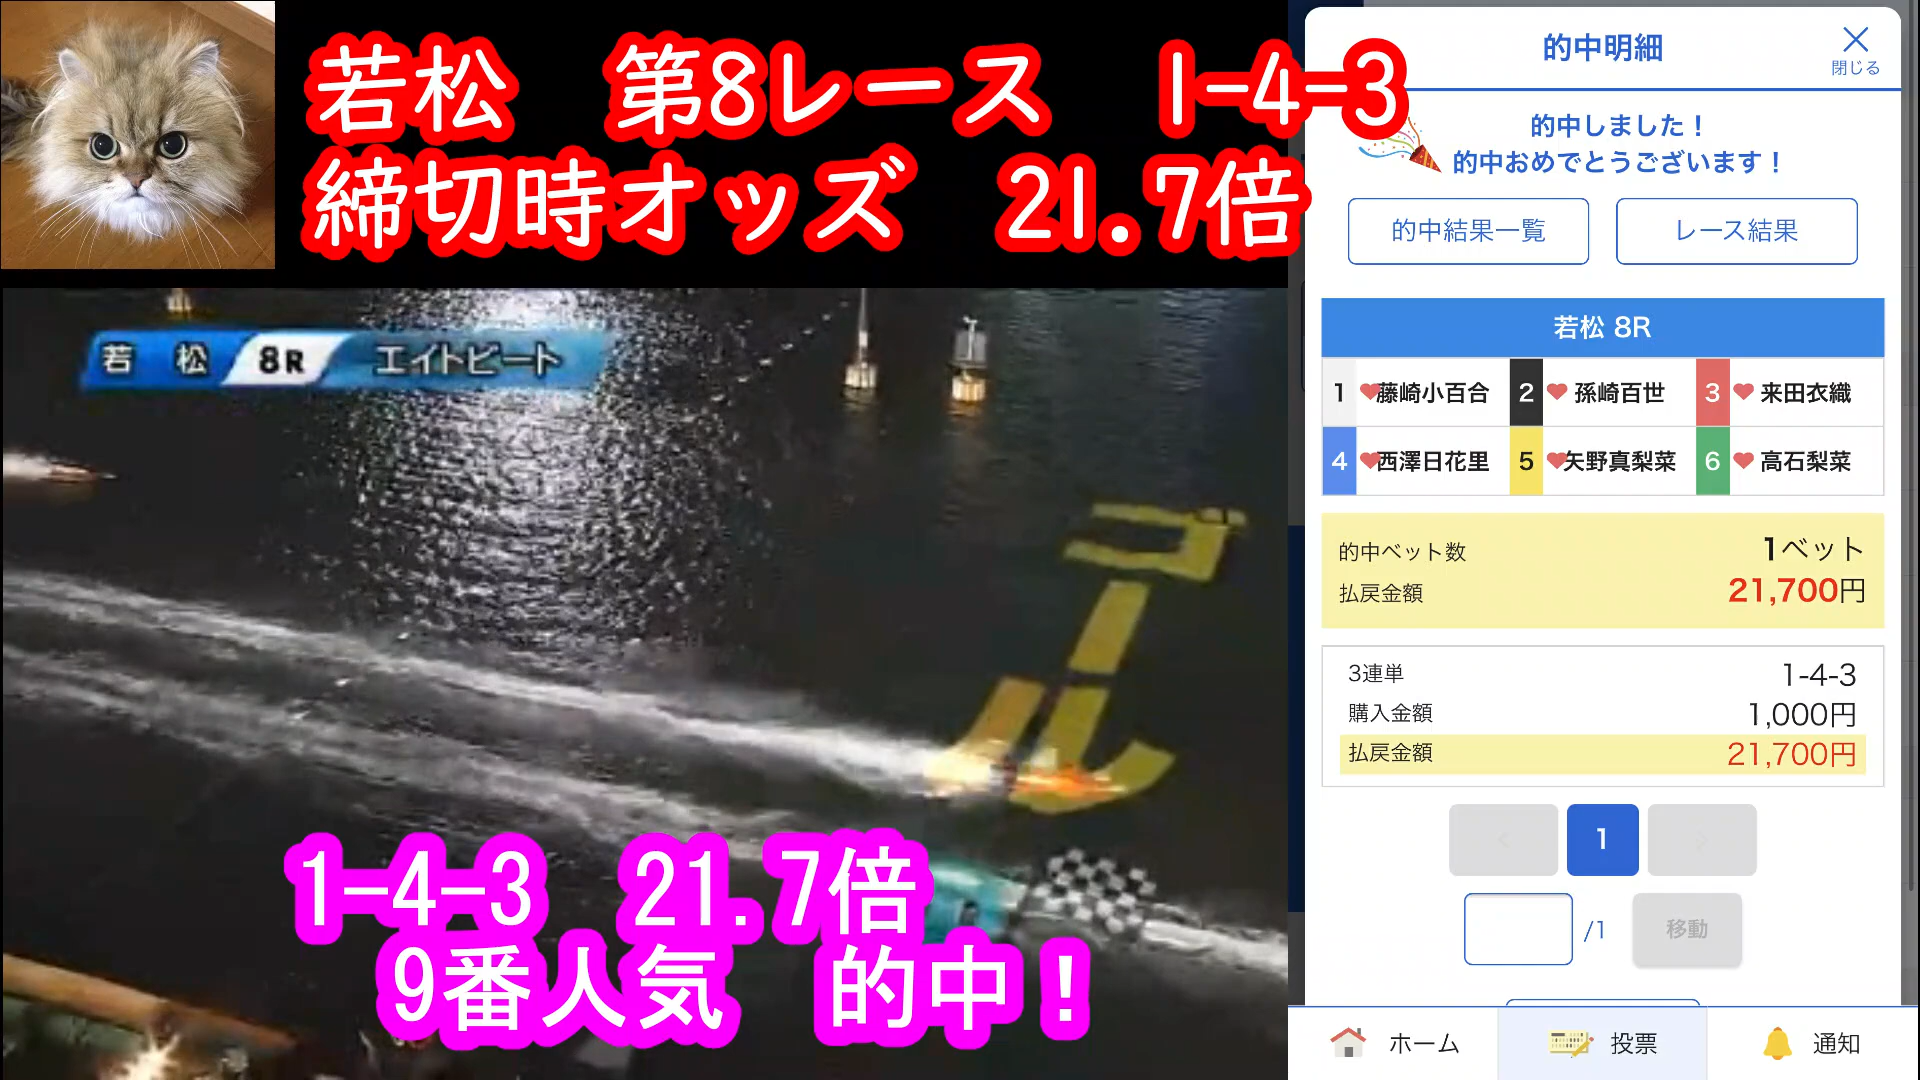 若松　第8レース　1-4-3
締切時オッズ　21.7倍
若松 8R エイトビート
1-4-3　21.7倍
9番人気　的中！
的中明細
閉じる
的中しました！
的中おめでとうございます！
的中結果一覧 レース結果
若松 8R
1 藤崎小百合 2 孫崎百世 3 来田衣織
4 西澤日花里 5 矢野真梨菜 6 高石梨菜
的中ベット数 1ベット
払戻金額 21,700円
3連単 1-4-3
購入金額 1,000円
払戻金額 21,700円
< 1 >
/1 移動
ホーム 投票 通知